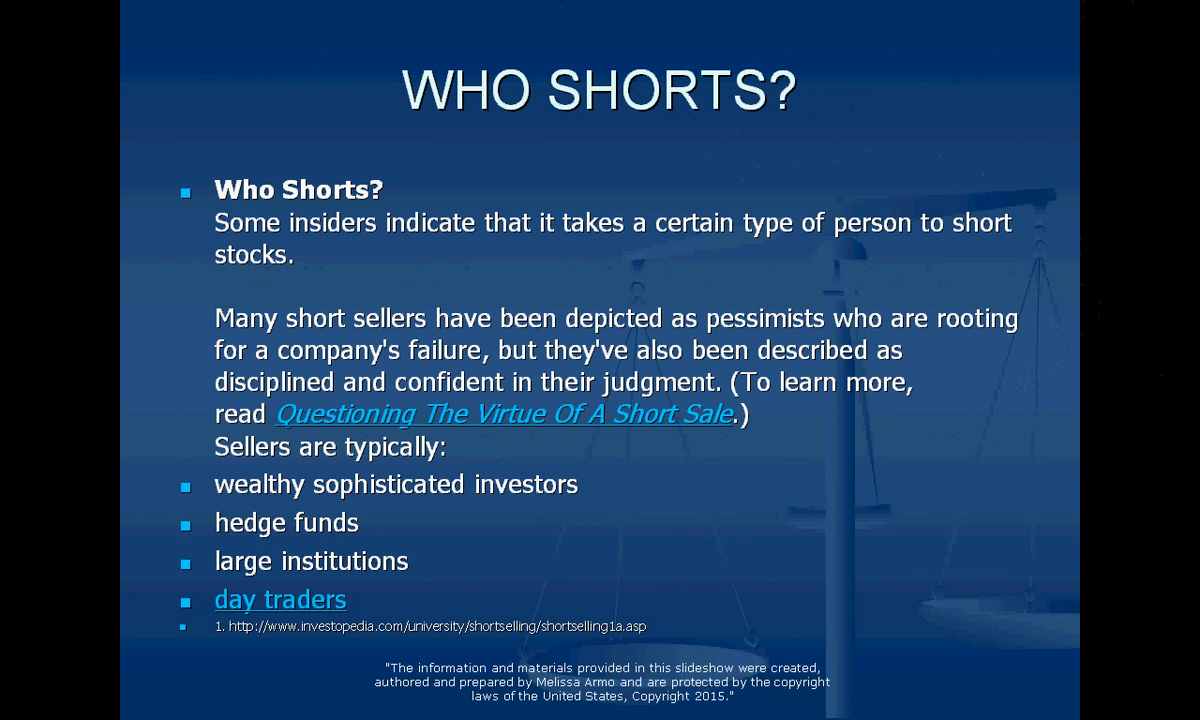 WHO SHORTS?
Who Shorts?
Some insiders indicate that it takes a certain type of person to short
stocks.
Many short sellers have been depicted as pessimists who are rooting
for a company's failure, but they've also been described as
disciplined and confident in their judgment. (To learn more,
read Questioning The Virtue Of A Short Sale.)
Sellers are typically:
wealthy sophisticated investors
hedge funds
large institutions
day traders
1. http://www.investopedia.com/university/shortselling/shortselling1a.asp
"The information and materials provided in this slideshow were created,
authored and prepared by Melissa Armo and are protected by the copyright
laws of the United States, Copyright 2015."